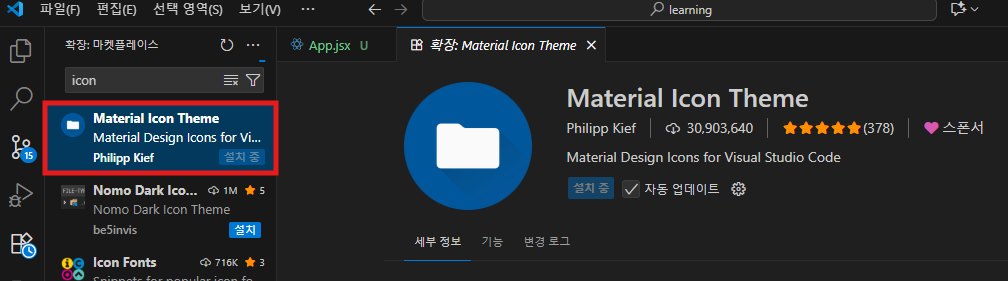 파일(F) 편집(E) 선택 영역(S) 보기(V) ··· learning
확장: 마켓플레이스
App.jsx U
확장: Material Icon Theme
icon
Material Icon Theme
Material Design Icons for Vi...
Philipp Kief 설치 중
15
Nomo Dark Ico... 1M 5
Nomo Dark Icon Theme
be5invis 설치
Icon Fonts 716K 3
Material Icon Theme
Philipp Kief 30,903,640 (378) 스폰서
Material Design Icons for Visual Studio Code
설치 중 자동 업데이트
세부 정보 기능 변경 로그